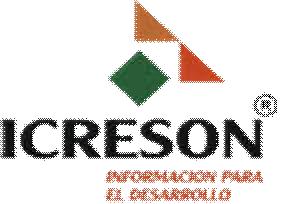 ICRESON®
INFORMACION PARA
EL DESARROLLO